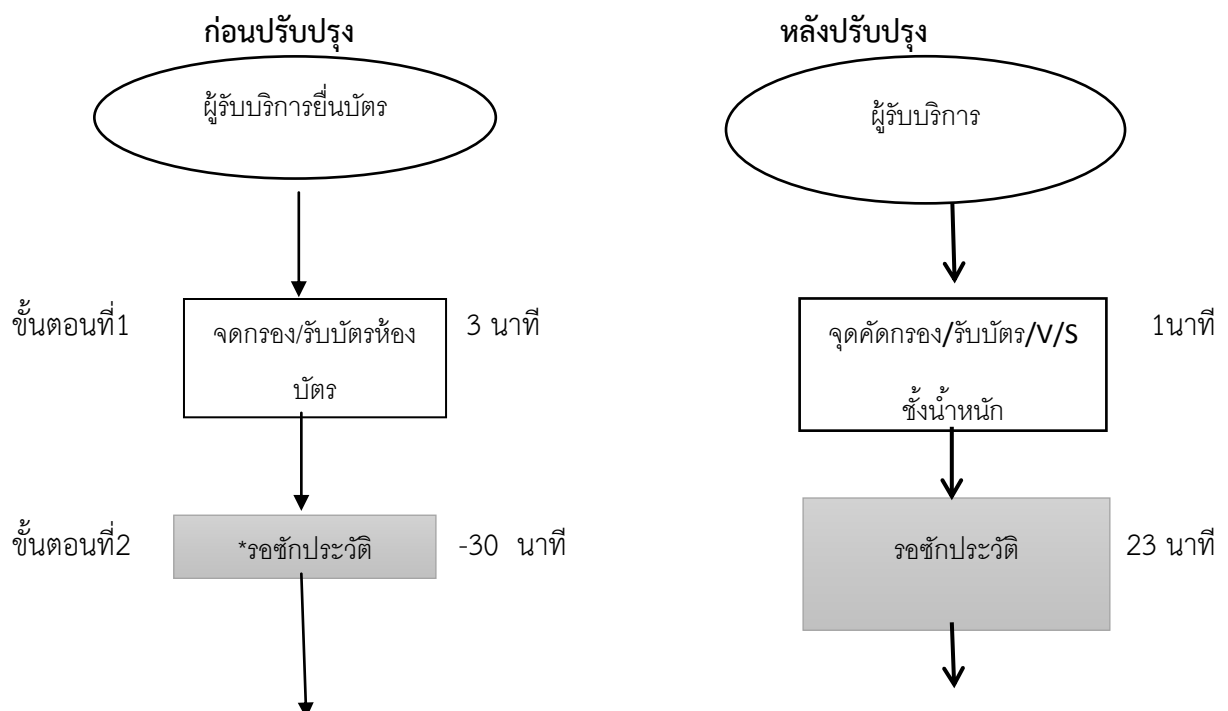 ก่อนปรับปรุง
ผู้รับบริการยื่นบัตร
ขั้นตอนที่1
จดกรอง/รับบัตรห้อง
บัตร
3 นาที
ขั้นตอนที่2
*รอซักประวัติ
-30 นาที
หลังปรับปรุง
ผู้รับบริการ
จุดคัดกรอง/รับบัตร/V/S
ชั้งน้ำหนัก
1นาที
รอซักประวัติ
23 นาที